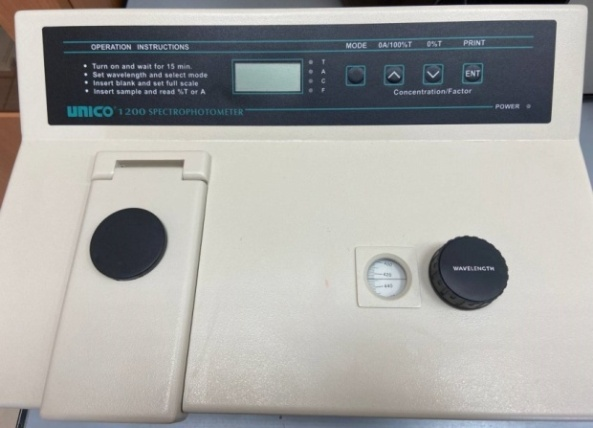 OPERATION INSTRUCTIONS
• Turn on and wait for 15 min.
• Set wavelength and select mode
• Insert blank and set full scale
• Insert sample and read %T or A
T
A
C
F
MODE 0A/100%T 0%T PRINT
ENT
Concentration/Factor
UNICO® 1200 SPECTROPHOTOMETER
POWER
WAVELENGTH